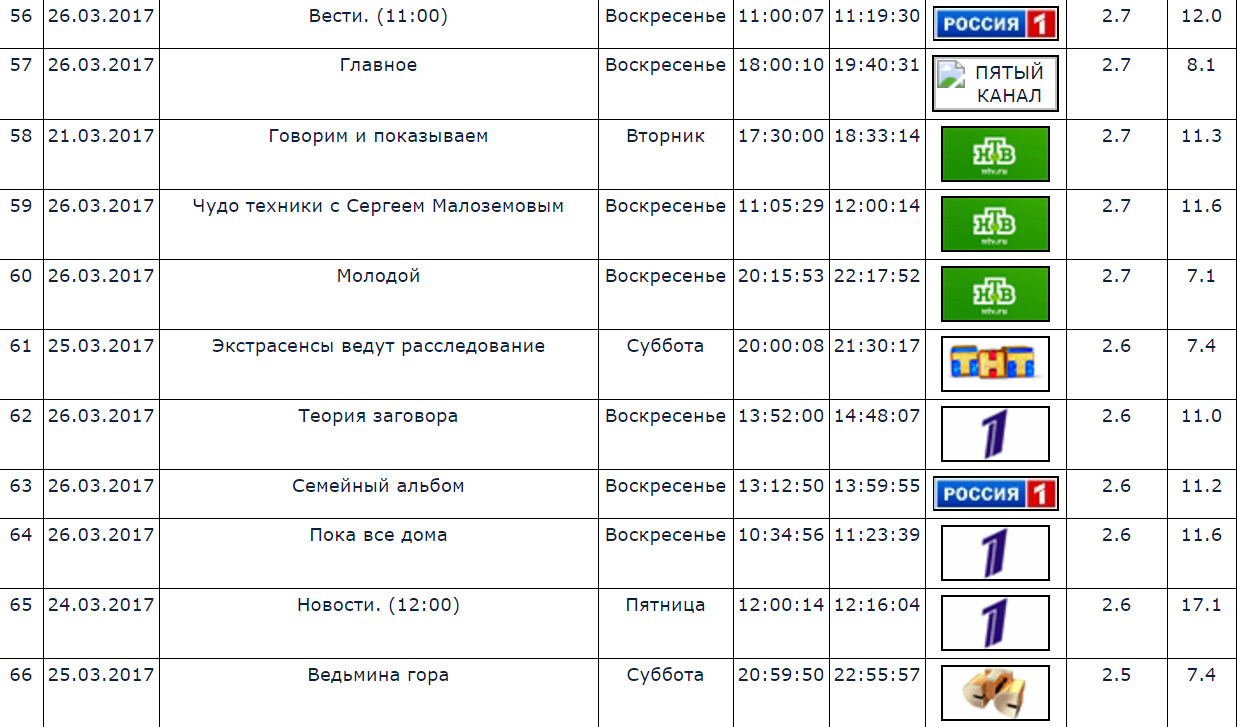 56 26.03.2017 Вести. (11:00) Воскресенье 11:00:07 11:19:30 РОССИЯ 1 2.7 12.0
57 26.03.2017 Главное Воскресенье 18:00:10 19:40:31 ПЯТЫЙ КАНАЛ 2.7 8.1
58 21.03.2017 Говорим и показываем Вторник 17:30:00 18:33:14 НТВ ntv.ru 2.7 11.3
59 26.03.2017 Чудо техники с Сергеем Малоземовым Воскресенье 11:05:29 12:00:14 НТВ ntv.ru 2.7 11.6
60 26.03.2017 Молодой Воскресенье 20:15:53 22:17:52 НТВ ntv.ru 2.7 7.1
61 25.03.2017 Экстрасенсы ведут расследование Суббота 20:00:08 21:30:17 ТНТ 2.6 7.4
62 26.03.2017 Теория заговора Воскресенье 13:52:00 14:48:07 1 2.6 11.0
63 26.03.2017 Семейный альбом Воскресенье 13:12:50 13:59:55 РОССИЯ 1 2.6 11.2
64 26.03.2017 Пока все дома Воскресенье 10:34:56 11:23:39 1 2.6 11.6
65 24.03.2017 Новости. (12:00) Пятница 12:00:14 12:16:04 1 2.6 17.1
66 25.03.2017 Ведьмина гора Суббота 20:59:50 22:55:57 СТС 2.5 7.4